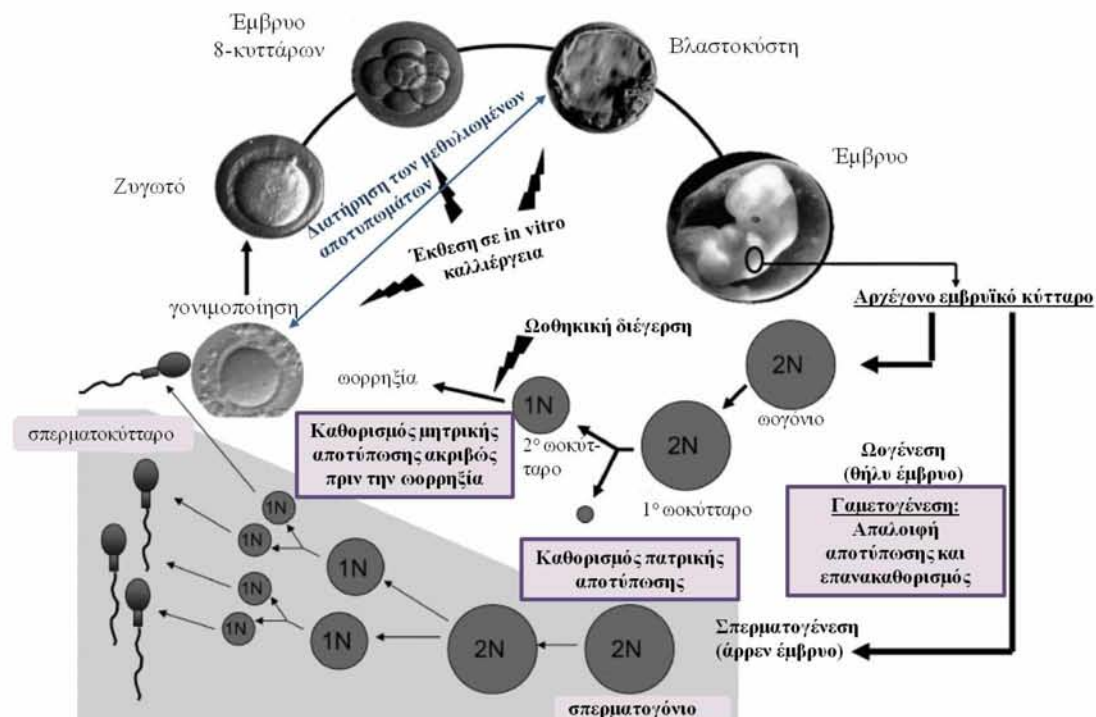 Έμβρυο
8-κυττάρων
Βλαστοκύστη
Ζυγωτό
Διατήρηση των μεθυλιωμένων
αποτυπωμάτων
Έμβρυο
Έκθεση σε in vitro
καλλιέργεια
γονιμοποίηση
Αρχέγονο εμβρυϊκό κύτταρο
Ωοθηκική διέγερση
2N
ωογόνιο
ωορρηξία
1N
2° ωοκύτ-
ταρο
2N
1° ωοκύτταρο
σπερματοκύτταρο
Καθορισμός μητρικής
αποτύπωσης ακριβώς
πριν την ωορρηξία
Ωογένεση
(θήλυ έμβρυο)
Γαμετογένεση:
Απαλοιφή
αποτύπωσης και
επανακαθορισμός
Καθορισμός πατρικής
αποτύπωσης
1N
1N
1N
1N
1N
1N
2N
2N
Σπερματογένεση
(άρρεν έμβρυο)
σπερματογόνιο